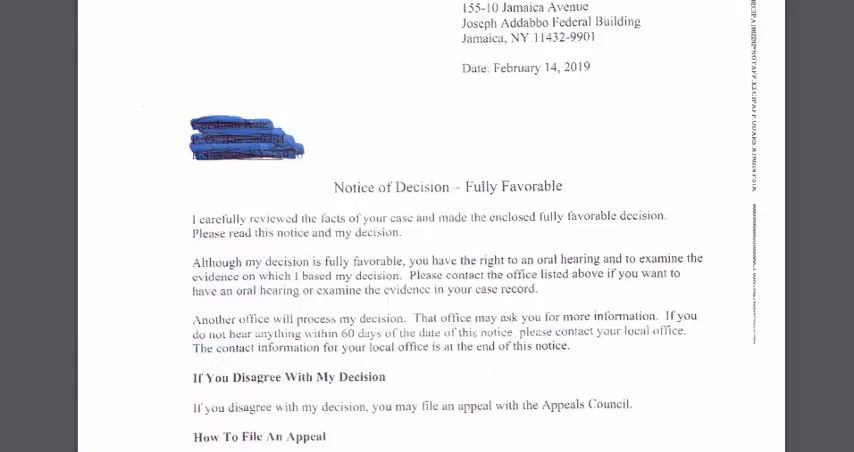 155-10 Jamaica Avenue
Joseph Addabbo Federal Building
Jamaica, NY 11432-9901
Date: February 14, 2019
Notice of Decision – Fully Favorable
I carefully reviewed the facts of your case and made the enclosed fully favorable decision.
Please read this notice and my decision.
Although my decision is fully favorable, you have the right to an oral hearing and to examine the
evidence on which I based my decision. Please contact the office listed above if you want to
have an oral hearing or examine the evidence in your case record.
Another office will process my decision. That office may ask you for more information. If you
do not hear anything within 60 days of the date of this notice, please contact your local office.
The contact information for your local office is at the end of this notice.
If You Disagree With My Decision
If you disagree with my decision, you may file an appeal with the Appeals Council.
How To File An Appeal